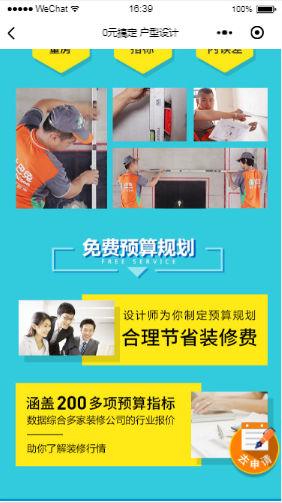 WeChat
16:39
100%
0元搞定 户型设计
量房
指标
内误差
免费预算规划
FREE SERVICE
设计师为你制定预算规划
合理节省装修费
涵盖200多项预算指标
数据综合多家装修公司的行业报价
助你了解装修行情
去申请